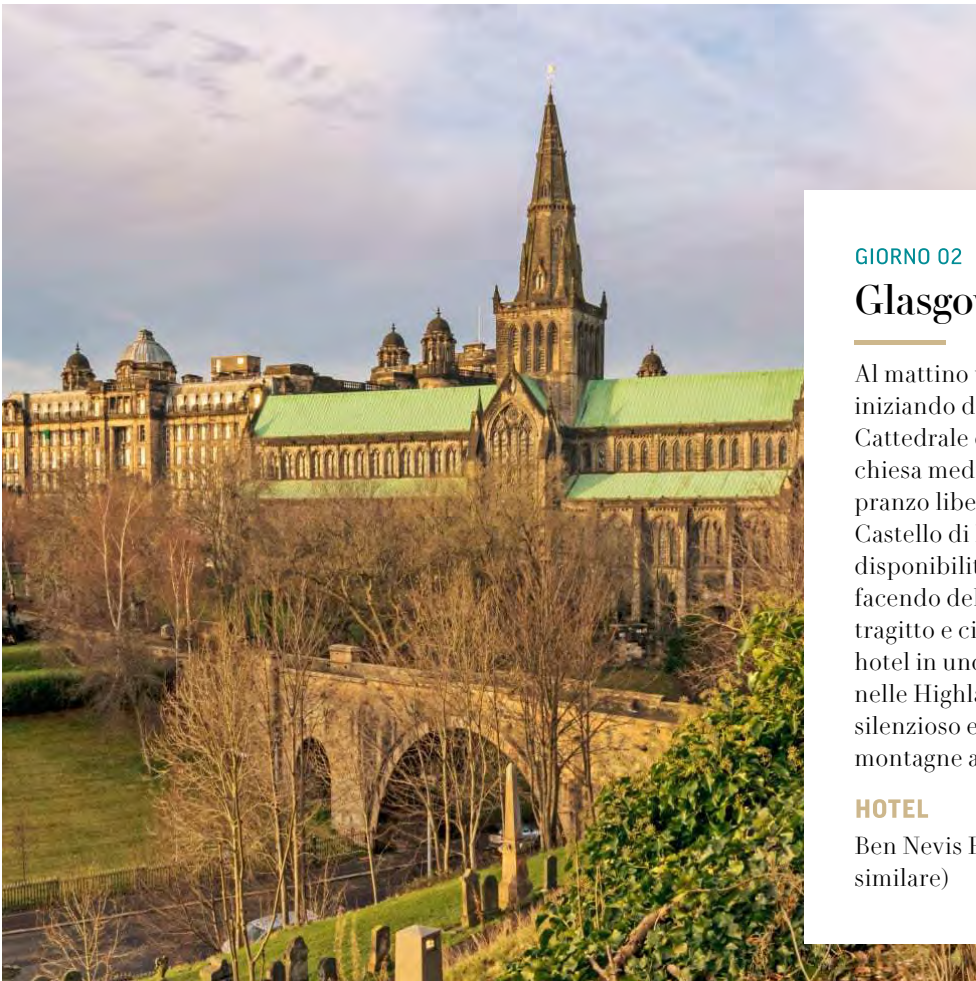 GIORNO 02
Glasgo
Al mattino
iniziando d
Cattedrale
chiesa med
pranzo libe
Castello di
disponibilit
facendo del
tragitto e ci
hotel in uno
nelle Highla
silenzioso e
montagne a
HOTEL
Ben Nevis
similare)